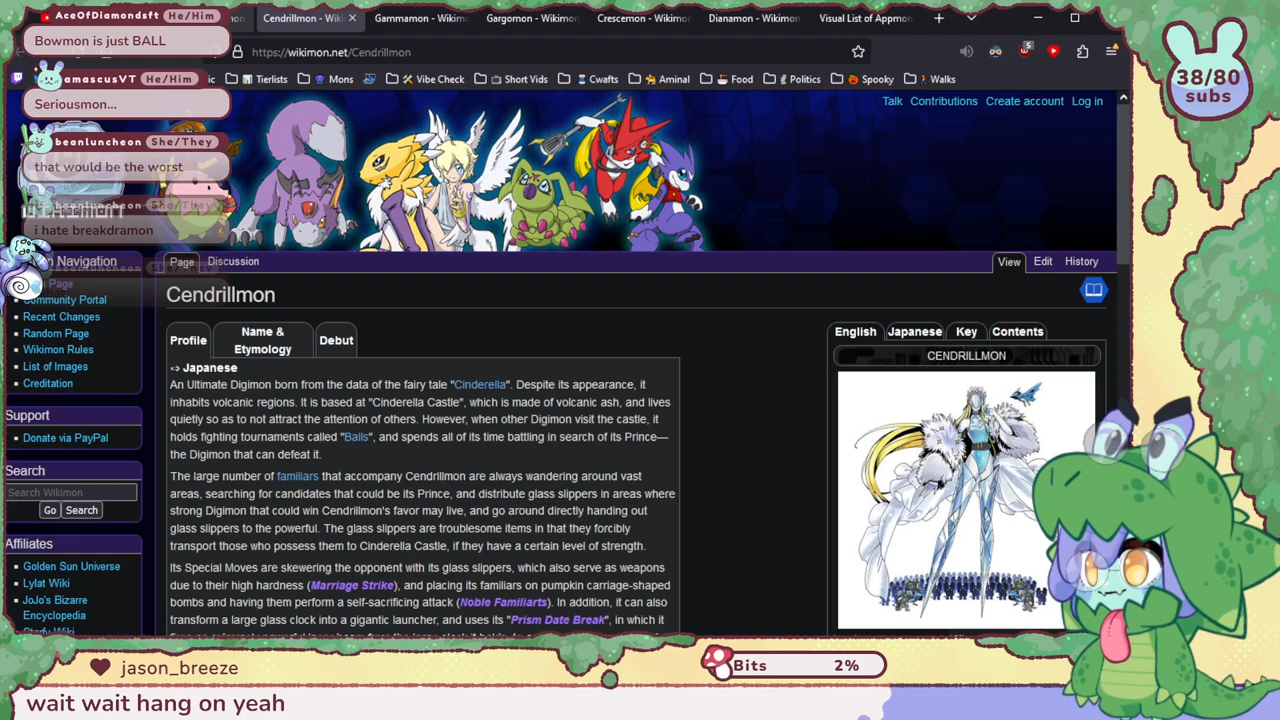 AceOfDiamondsft He/Him
Bowmon is just BALL
amascusVT He/Him
Seriousmon...
beanluncheon She/They
that would be the worst
beanluncheon She/They
i hate breakdramon
beanluncheon She/They
Cendrillmon - Wiki
Gammamon - Wikim
Gargomon - Wikimo
Crescemon - Wikimo
Dianamon - Wikimo
Visual List of Appmon
https://wikimon.net/Cendrillmon
5
Tierlists
Mons
Vibe Check
Short Vids
Cwafts
Aminal
Food
Politics
Spooky
Walks
38/80
subs
Talk Contributions Create account Log in
WIKIMON
Navigation
Page
Community Portal
Recent Changes
Random Page
Wikimon Rules
List of Images
Creditation
Support
Donate via PayPal
Search
Search Wikimon
Go Search
Affiliates
Golden Sun Universe
Lylat Wiki
JoJo's Bizarre
Encyclopedia
Page Discussion
View Edit History
Cendrillmon
Profile
Name &
Etymology
Debut
⇔ Japanese
An Ultimate Digimon born from the data of the fairy tale "Cinderella". Despite its appearance, it
inhabits volcanic regions. It is based at "Cinderella Castle", which is made of volcanic ash, and lives
quietly so as to not attract the attention of others. However, when other Digimon visit the castle, it
holds fighting tournaments called "Balls", and spends all of its time battling in search of its Prince—
the Digimon that can defeat it.
The large number of familiars that accompany Cendrillmon are always wandering around vast
areas, searching for candidates that could be its Prince, and distribute glass slippers in areas where
strong Digimon that could win Cendrillmon's favor may live, and go around directly handing out
glass slippers to the powerful. The glass slippers are troublesome items in that they forcibly
transport those who possess them to Cinderella Castle, if they have a certain level of strength.
Its Special Moves are skewering the opponent with its glass slippers, which also serve as weapons
due to their high hardness (Marriage Strike), and placing its familiars on pumpkin carriage-shaped
bombs and having them perform a self-sacrificing attack (Noble Familiarts). In addition, it can also
transform a large glass clock into a gigantic launcher, and uses its "Prism Date Break", in which it
English Japanese Key Contents
CENDRILLMON
jason_breeze
Bits 2%
wait wait hang on yeah